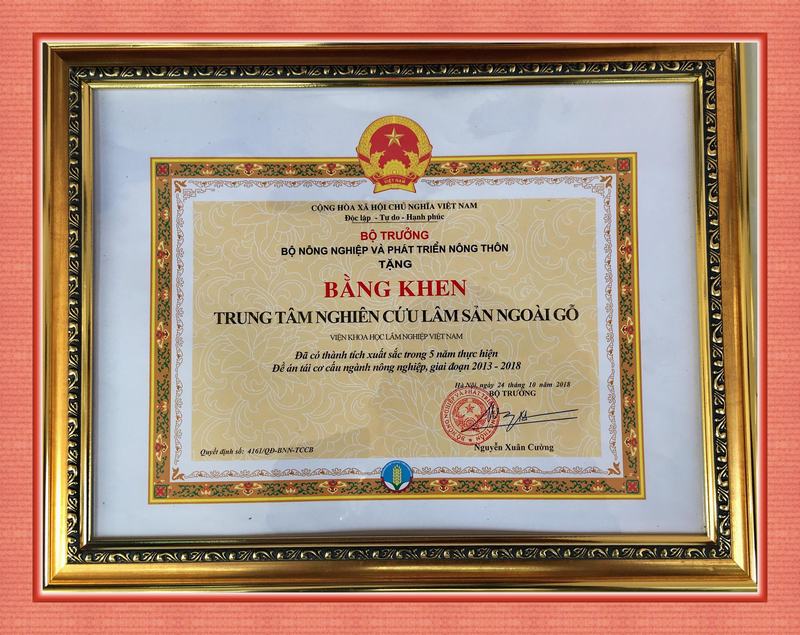 VIỆT NAM
CỘNG HÒA XÃ HỘI CHỦ NGHĨA VIỆT NAM
Độc lập - Tự do - Hạnh phúc
BỘ TRƯỞNG
BỘ NÔNG NGHIỆP VÀ PHÁT TRIỂN NÔNG THÔN
TẶNG
BẰNG KHEN
TRUNG TÂM NGHIÊN CỨU LÂM SẢN NGOÀI GỖ
VIỆN KHOA HỌC LÂM NGHIỆP VIỆT NAM
Đã có thành tích xuất sắc trong 5 năm thực hiện
Đề án tái cơ cấu ngành nông nghiệp, giai đoạn 2013 - 2018
Hà Nội, ngày 24 tháng 10 năm 2018
BỘ TRƯỞNG
Nguyễn Xuân Cường
Quyết định số: 4161/QĐ-BNN-TCCB